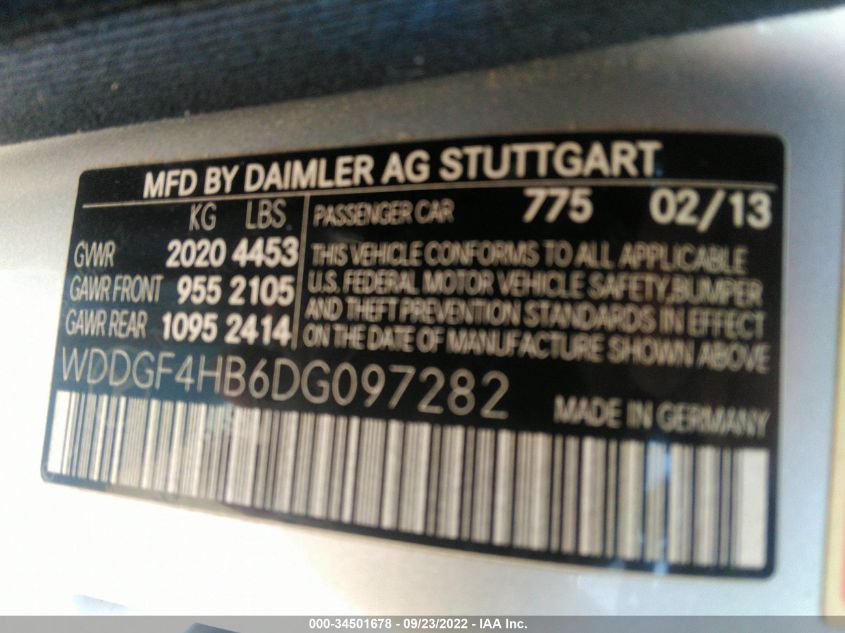 MFD BY DAIMLER AG STUTTGART
KG LBS
GVWR 2020 4453
GAWR FRONT 955 2105
GAWR REAR 1095 2414
PASSENGER CAR 775 02/13
THIS VEHICLE CONFORMS TO ALL APPLICABLE
U.S. FEDERAL MOTOR VEHICLE SAFETY,BUMPER
AND THEFT PREVENTION STANDARDS IN EFFECT
ON THE DATE OF MANUFACTURE SHOWN ABOVE
WDDGF4HB6DG097282
MADE IN GERMANY
000-34501678 - 09/23/2022 - IAA Inc.